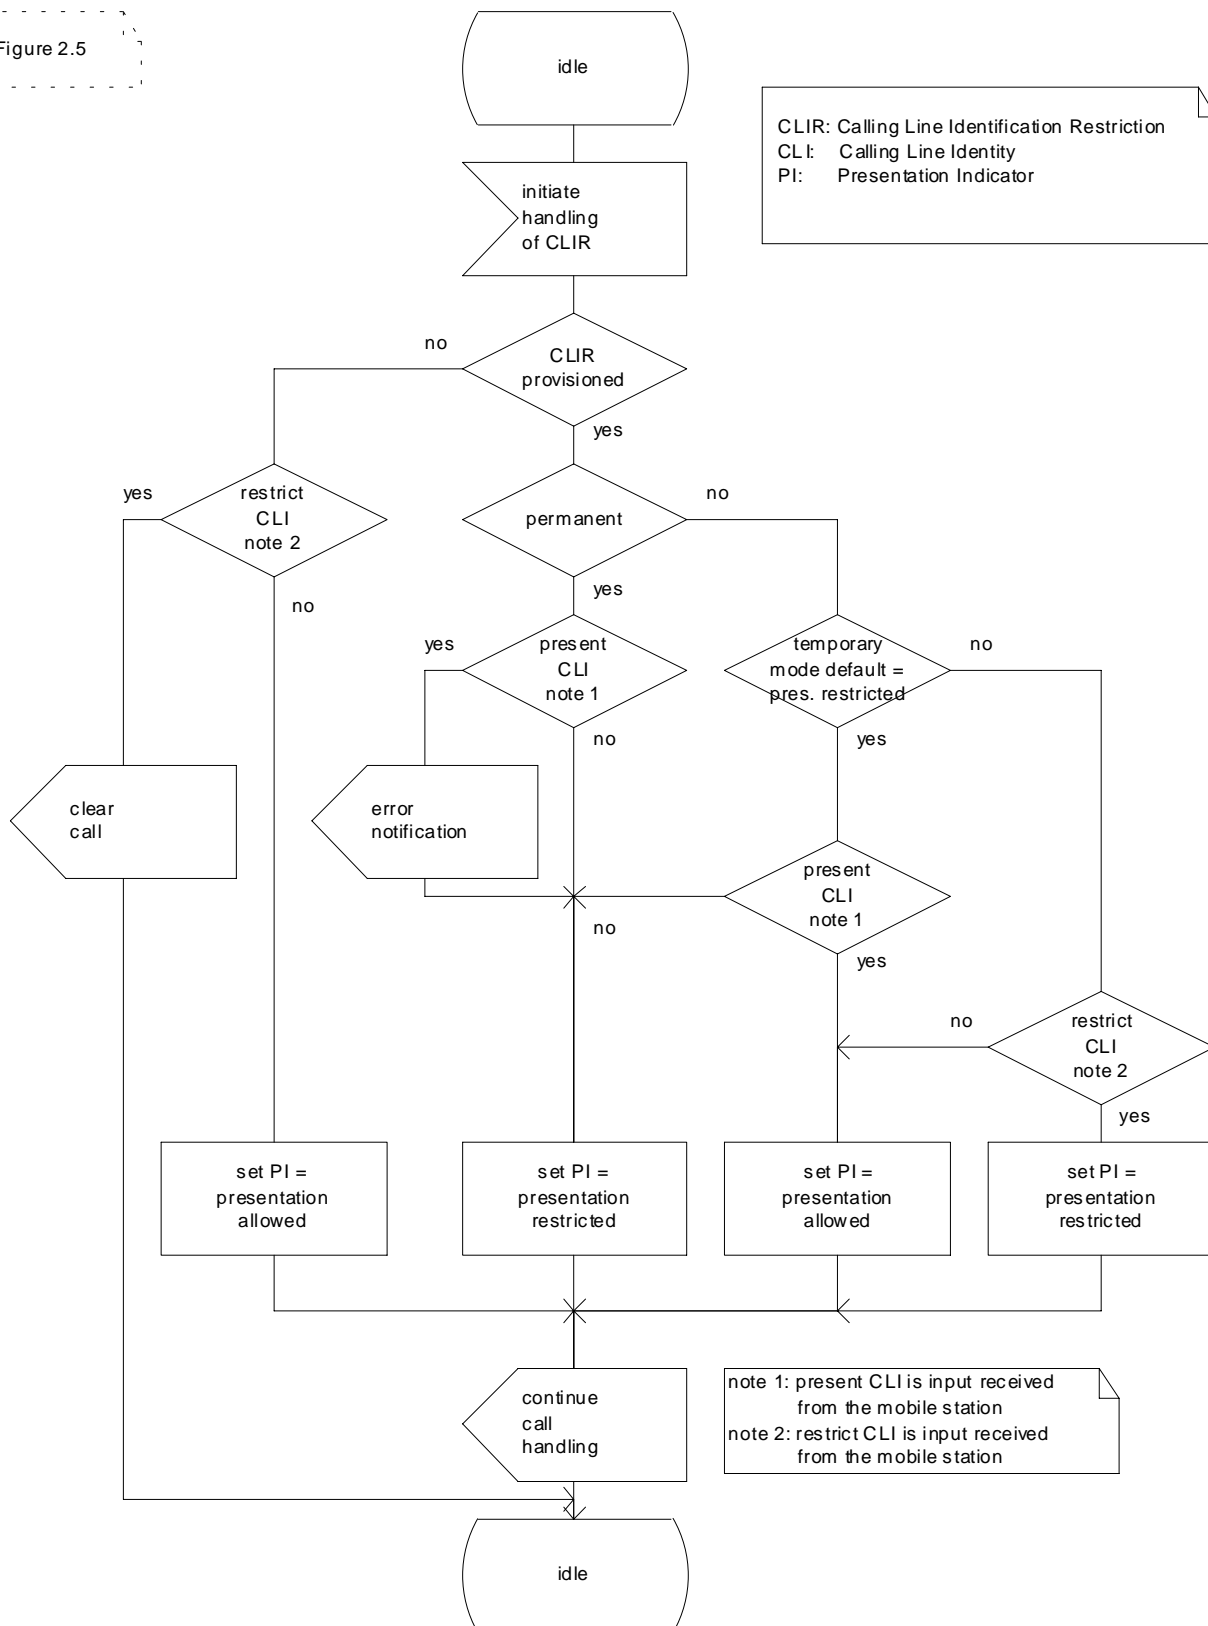 Figure 2.5
idle
CLIR: Calling Line Identification Restriction
CLI: Calling Line Identity
PI: Presentation Indicator
initiate
handling
of CLIR
no
CLIR
provisioned
yes
yes
restrict
CLI
note 2
permanent
no
no
yes
yes
present
CLI
note 1
temporary
mode default =
pres. restricted
no
no
yes
clear
call
error
notification
present
CLI
note 1
no
yes
no
restrict
CLI
note 2
yes
set PI =
presentation
allowed
set PI =
presentation
restricted
set PI =
presentation
allowed
set PI =
presentation
restricted
continue
call
handling
note 1: present CLI is input received
from the mobile station
note 2: restrict CLI is input received
from the mobile station
idle